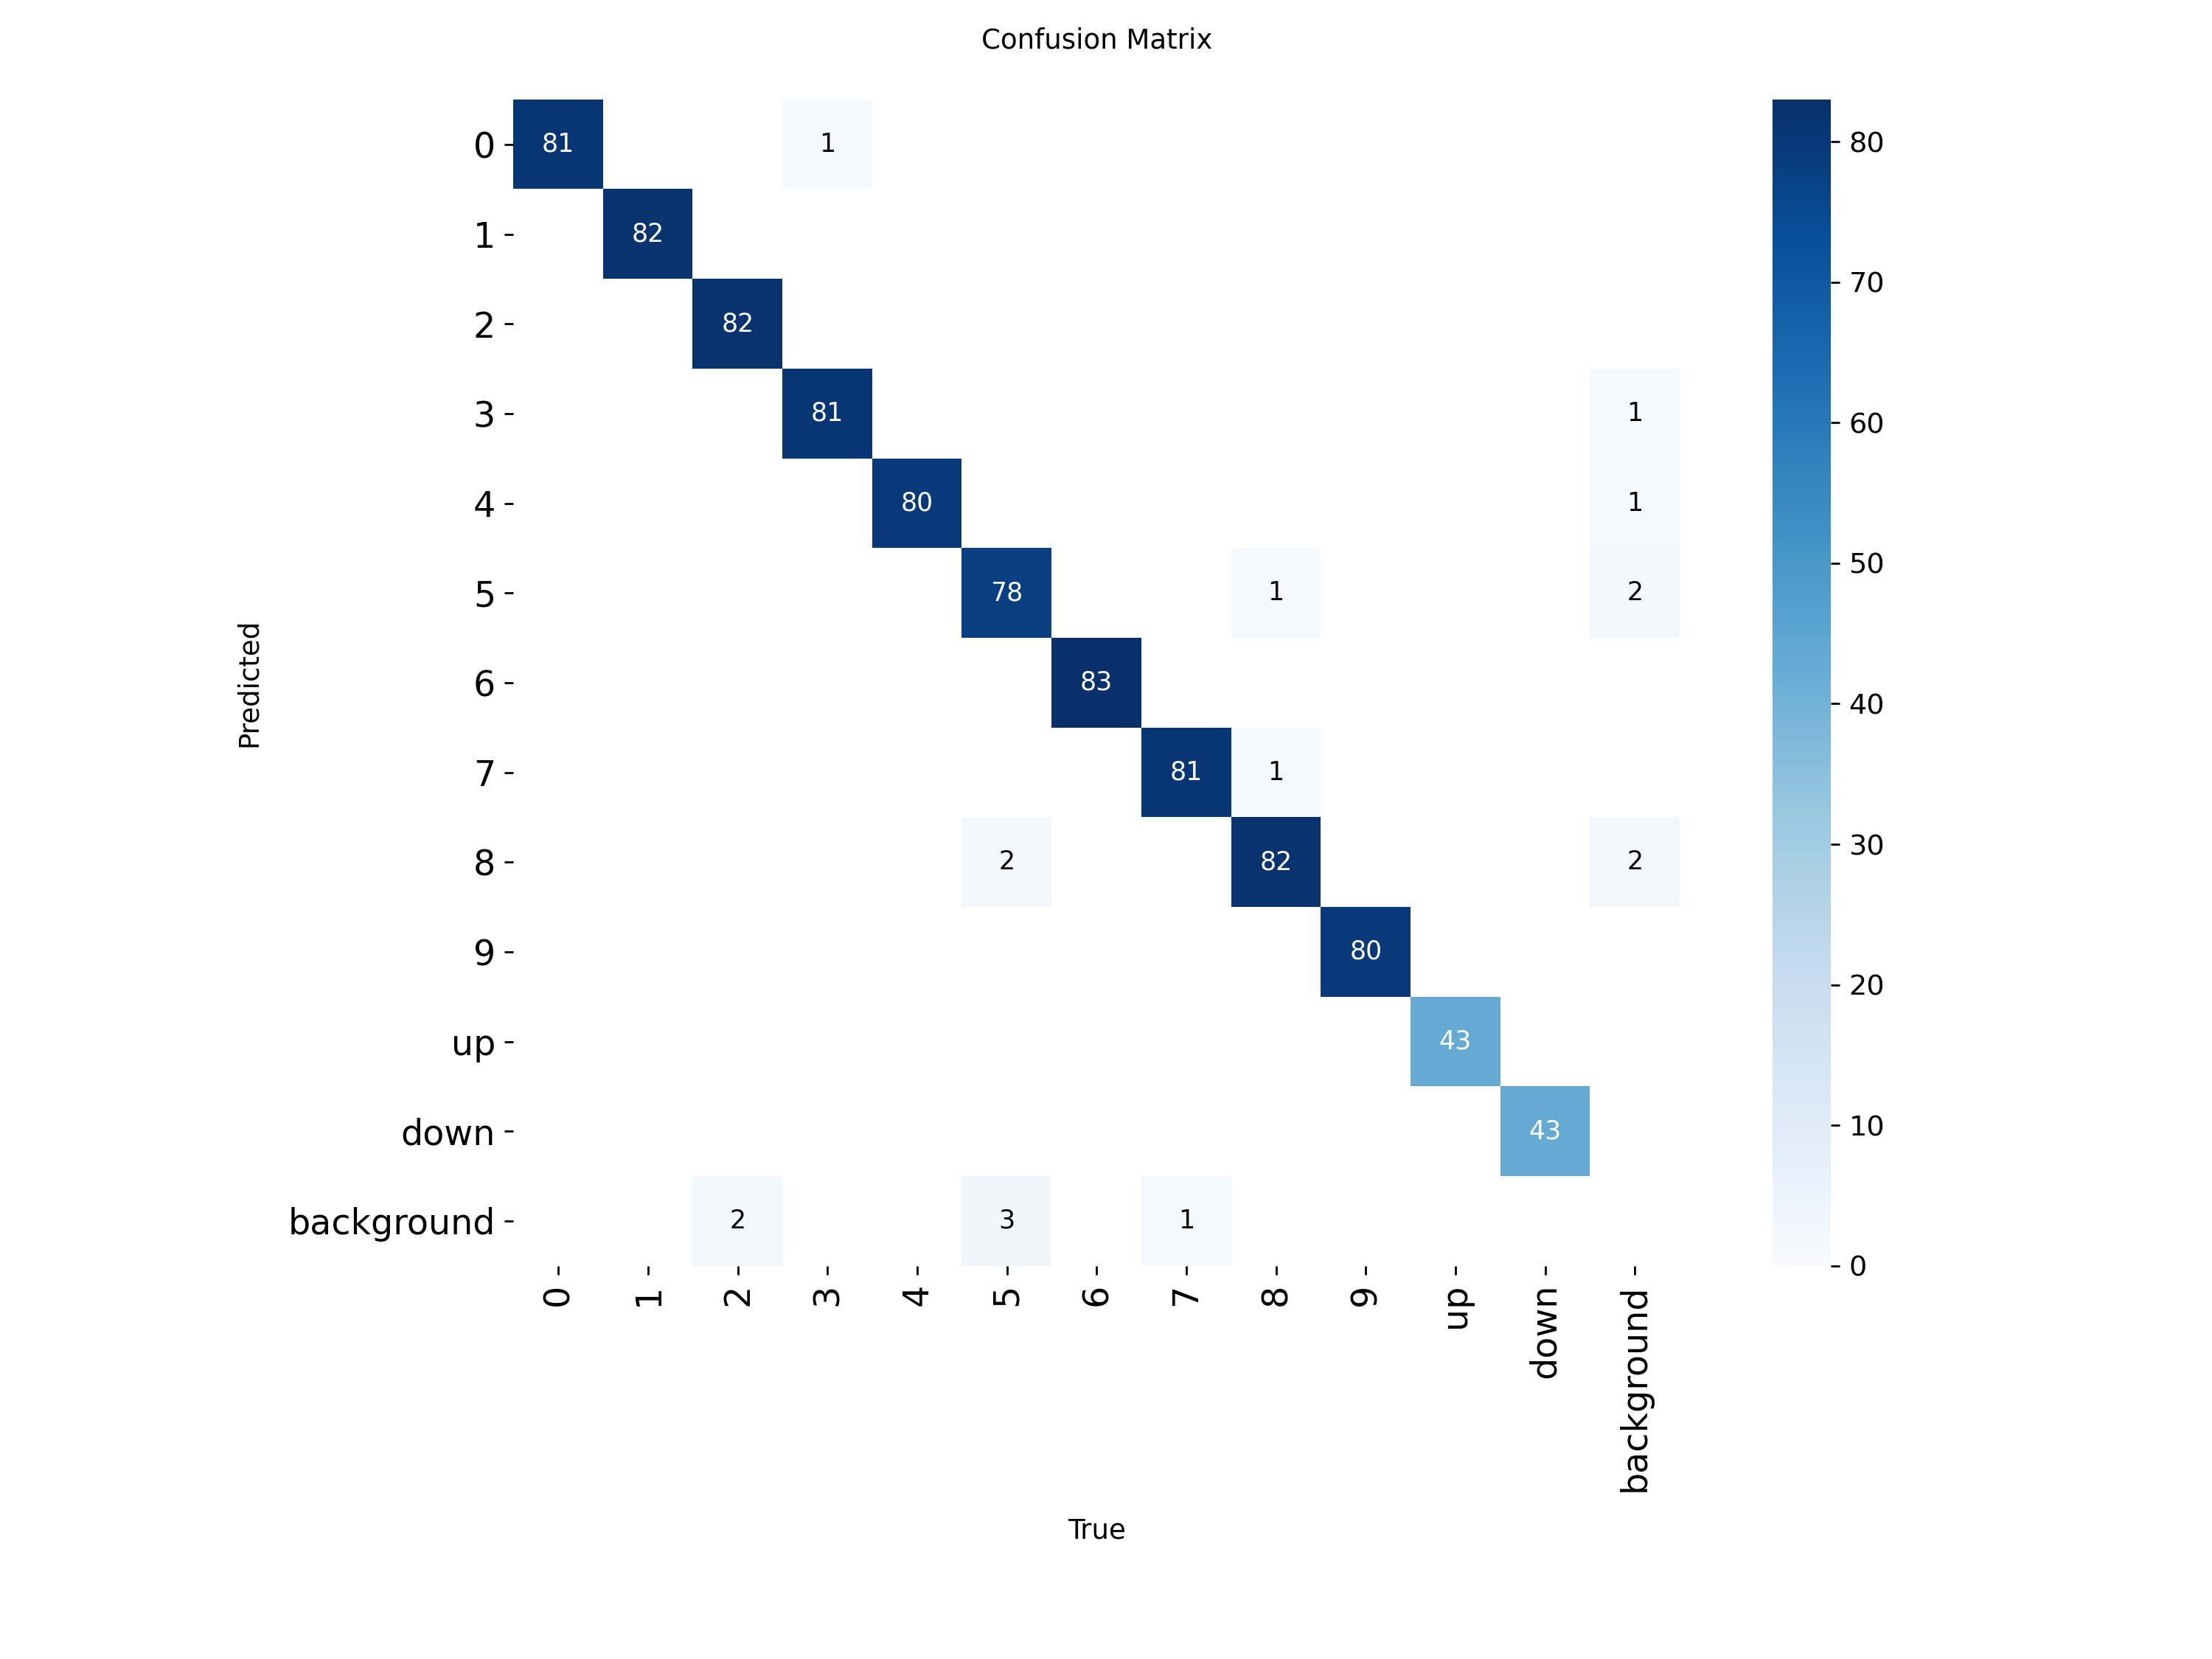 Confusion Matrix
0 81 1
1 82
2 82
3 81 1
4 80 1
5 78 1 2
6 83
7 81 1
8 2 82 2
9 80
up 43
down 43
background 2 3 1
0 1 2 3 4 5 6 7 8 9 up down background
True
Predicted
80
70
60
50
40
30
20
10
0